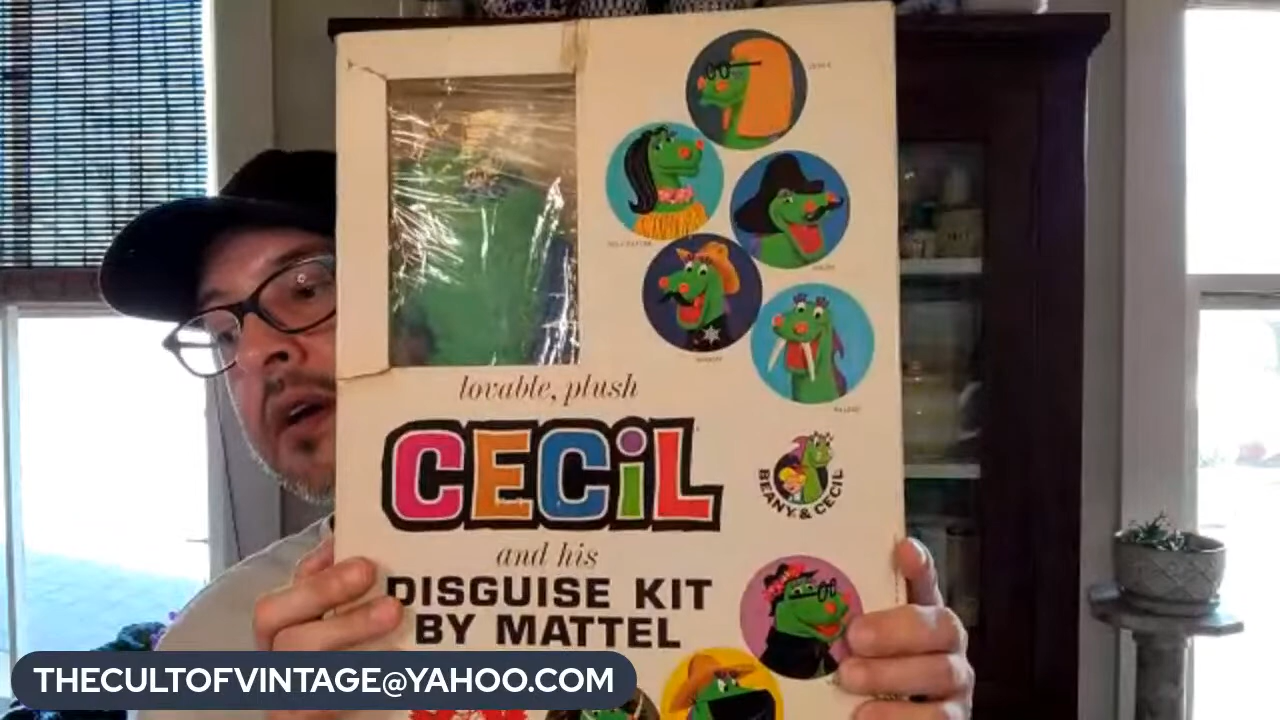 lovable, plush
CECiL
BEANY & CECIL
and his
DISGUISE KIT
BY MATTEL
THECULTOFVINTAGE@YAHOO.COM